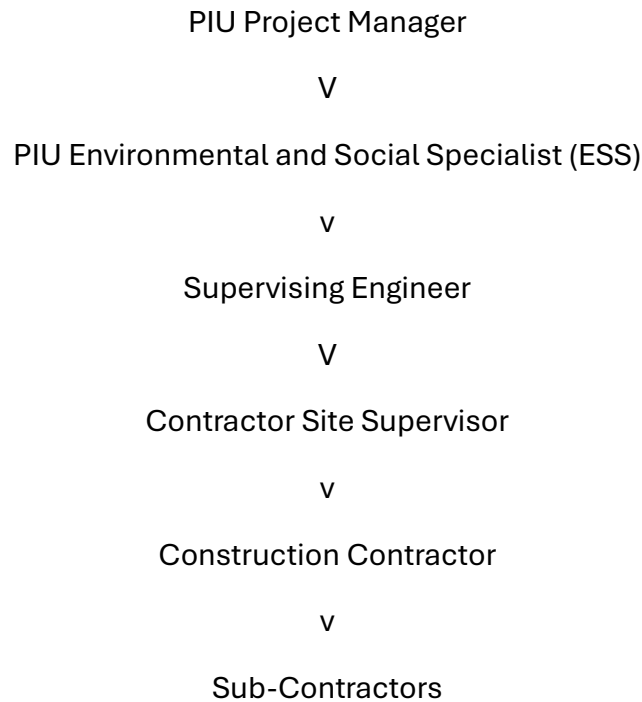 PIU Project Manager
V
PIU Environmental and Social Specialist (ESS)
v
Supervising Engineer
V
Contractor Site Supervisor
v
Construction Contractor
v
Sub-Contractors